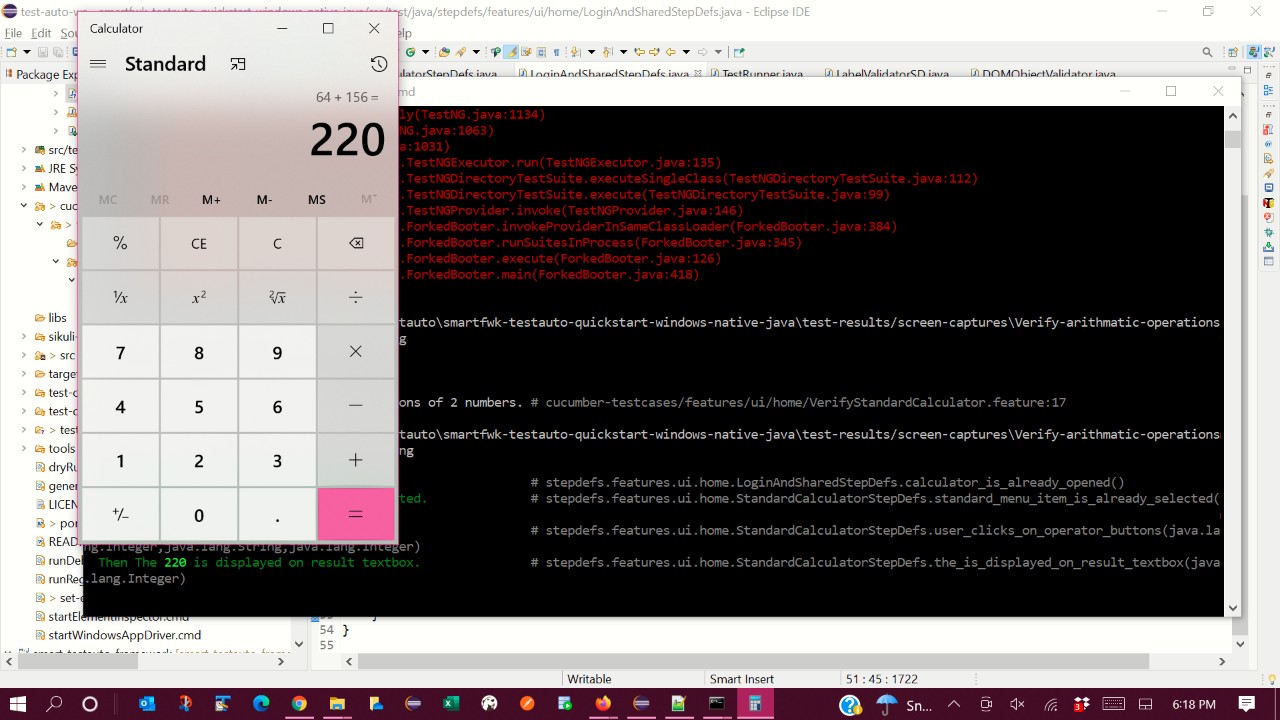 test-auto-wp - smartfwk-testauto-quickstart-windows-native-java/src/test/java/stepdefs/features/ui/home/LoginAndSharedStepDefs.java - Eclipse IDE
File Edit
Package Exp
LoginAndSharedStepDefs.java
TestRunner.java
LabelValidatorSD.java
DOMObjectValidator.java
src/te
JRE Sy
Mave
> cuc
libs
sikuli-
> src
target
test-c
> test
tools
dryRu
gener
LICEN
> pon
READ
runDel
runReg
> set-e
startElementInspector.cmd
startWindowsAppDriver.cmd
Calculator
Standard
64 + 156 =
220
MC MR M+ M- MS M˅
% CE C
¹/x x² ²√x ÷
7 8 9 ×
4 5 6 −
1 2 3 +
+/− 0 . =
md
ly(TestNG.java:1134)
NG.java:1063)
a:1031)
.TestNGExecutor.run(TestNGExecutor.java:135)
.TestNGDirectoryTestSuite.executeSingleClass(TestNGDirectoryTestSuite.java:112)
.TestNGDirectoryTestSuite.execute(TestNGDirectoryTestSuite.java:99)
.TestNGProvider.invoke(TestNGProvider.java:146)
.ForkedBooter.invokeProviderInSameClassLoader(ForkedBooter.java:384)
.ForkedBooter.runSuitesInProcess(ForkedBooter.java:345)
.ForkedBooter.execute(ForkedBooter.java:126)
.ForkedBooter.main(ForkedBooter.java:418)
tauto\smartfwk-testauto-quickstart-windows-native-java\test-results/screen-captures\Verify-arithmatic-operations
ng
ons of 2 numbers. # cucumber-testcases/features/ui/home/VerifyStandardCalculator.feature:17
tauto\smartfwk-testauto-quickstart-windows-native-java\test-results/screen-captures\Verify-arithmatic-operations
ng
# stepdefs.features.ui.home.LoginAndSharedStepDefs.calculator_is_already_opened()
ted. # stepdefs.features.ui.home.StandardCalculatorStepDefs.standard_menu_item_is_already_selected(
# stepdefs.features.ui.home.StandardCalculatorStepDefs.user_clicks_on_operator_buttons(java.la
ng.Integer,java.lang.String,java.lang.Integer)
Then The 220 is displayed on result textbox. # stepdefs.features.ui.home.StandardCalculatorStepDefs.the_is_displayed_on_result_textbox(java
.lang.Integer)
54 }
55
Writable
Smart Insert
51 : 45 : 1722
Sn...
6:18 PM